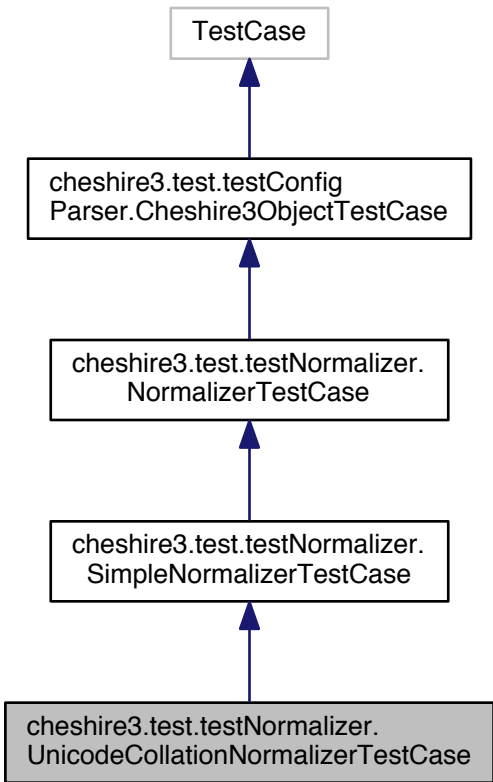 TestCase
cheshire3.test.testConfig
Parser.Cheshire3ObjectTestCase
cheshire3.test.testNormalizer.
NormalizerTestCase
cheshire3.test.testNormalizer.
SimpleNormalizerTestCase
cheshire3.test.testNormalizer.
UnicodeCollationNormalizerTestCase